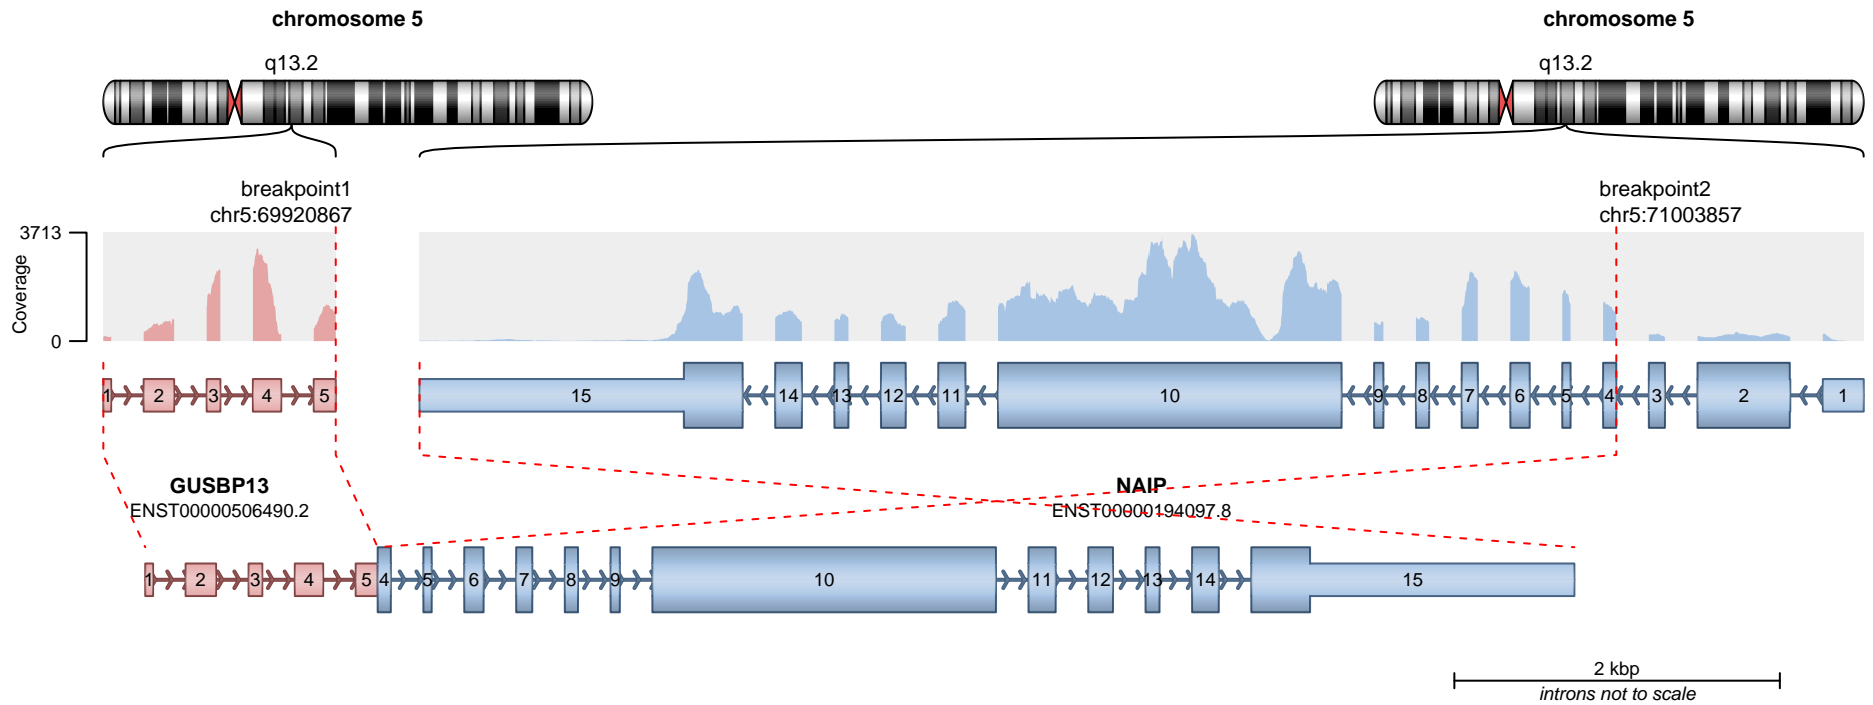 chromosome 5
chromosome 5
q13.2
q13.2
breakpoint1
chr5:69920867
breakpoint2
chr5:71003857
3713
Coverage
0
1 2 3 4 5
15 14 13 12 11 10 9 8 7 6 5 4 3 2 1
GUSBP13
ENST00000506490.2
NAIP
ENST00000194097.8
1 2 3 4 5 4 5 6 7 8 9 10 11 12 13 14 15
2 kbp
introns not to scale